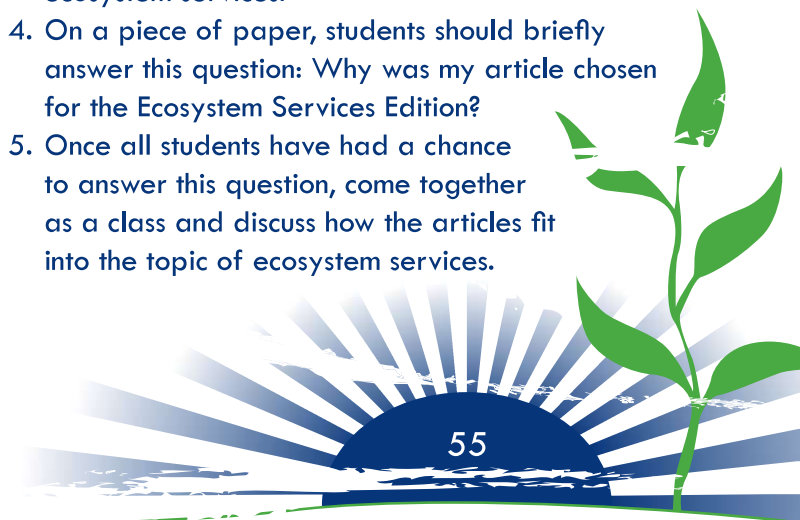 4. On a piece of paper, students should briefly
answer this question: Why was my article chosen
for the Ecosystem Services Edition?
5. Once all students have had a chance
to answer this question, come together
as a class and discuss how the articles fit
into the topic of ecosystem services.
55